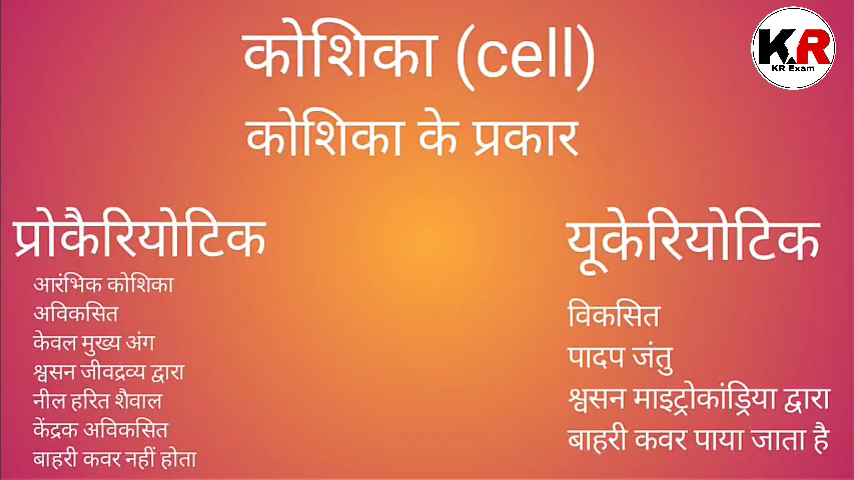 कोशिका (cell)
KR
KR Exam
कोशिका के प्रकार
प्रोकैरियोटिक
आरंभिक कोशिका
अविकसित
केवल मुख्य अंग
श्वसन जीवद्रव्य द्वारा
नील हरित शैवाल
केंद्रक अविकसित
बाहरी कवर नहीं होता
यूकेरियोटिक
विकसित
पादप जंतु
श्वसन माइट्रोकांड्रिया द्वारा
बाहरी कवर पाया जाता है